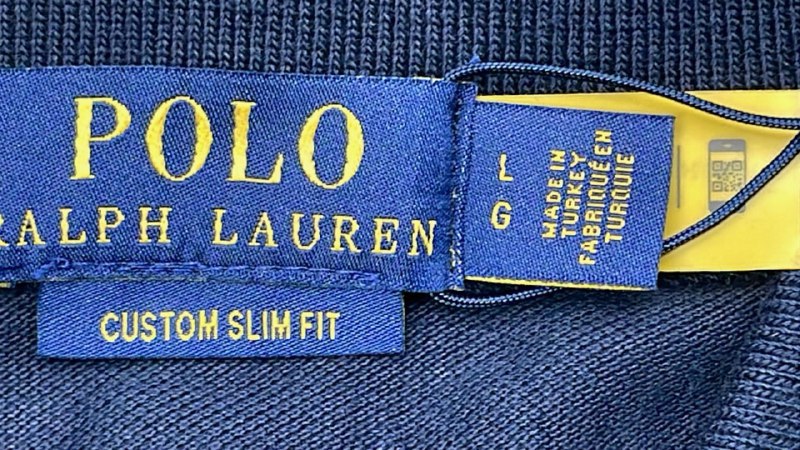 POLO
RALPH LAUREN
CUSTOM SLIM FIT
L
G
MADE IN
TURKEY
FABRIQUÉ EN
TURQUIE